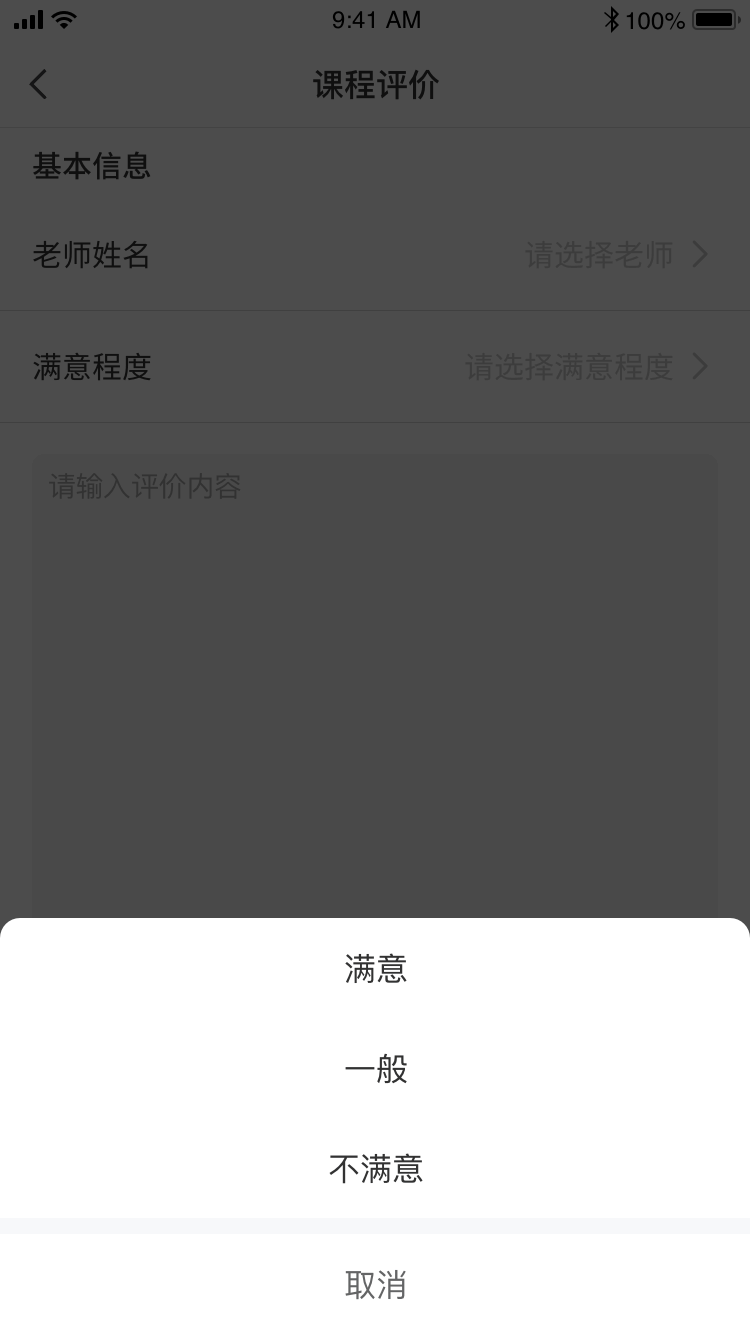 9:41 AM
100%
课程评价
基本信息
老师姓名 请选择老师
满意程度 请选择满意程度
请输入评价内容
满意
一般
不满意
取消